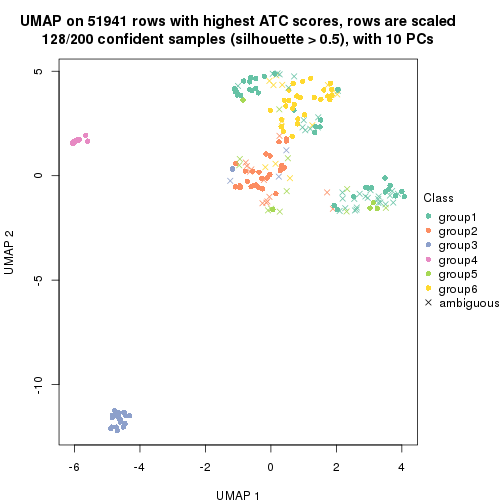 UMAP on 51941 rows with highest ATC scores, rows are scaled
128/200 confident samples (silhouette > 0.5), with 10 PCs
5
0
-5
-10
UMAP 2
-6
-4
-2
0
2
4
UMAP 1
Class
group1
group2
group3
group4
group5
group6
ambiguous